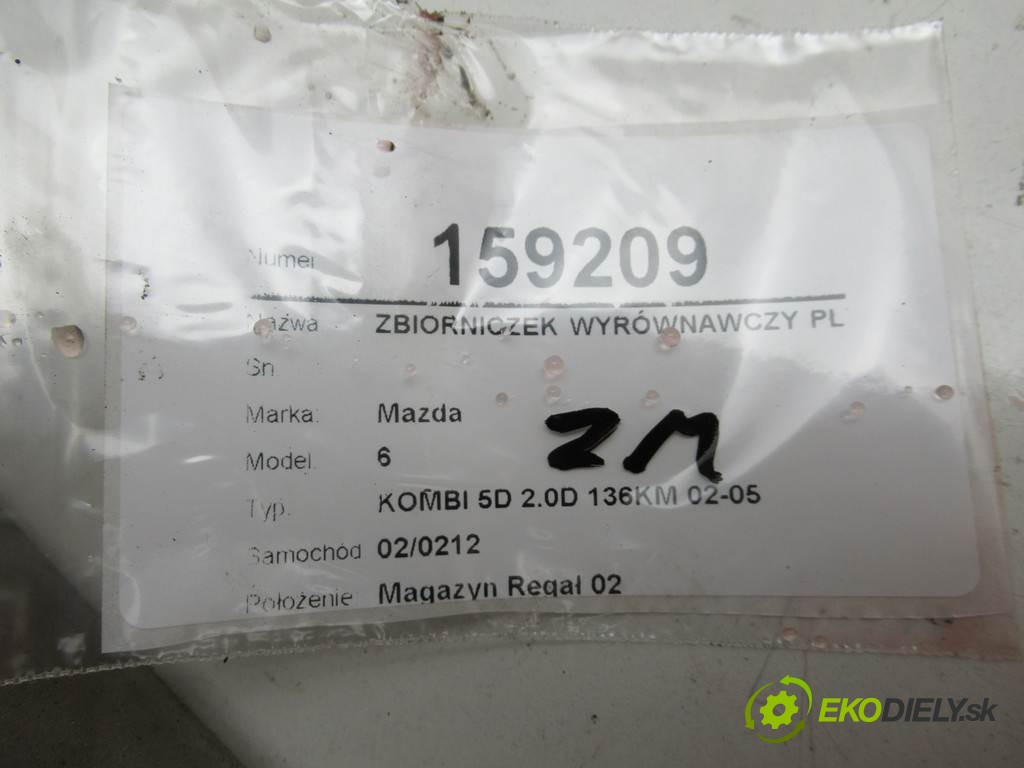 Numer 159209
Nazwa ZBIORNICZEK WYRÓWNAWCZY PL
Sn
Marka: Mazda
ZM
Model. 6
Typ. KOMBI 5D 2.0D 136KM 02-05
Samochód 02/0212
Położenie Magazyn Regał 02
EKODIELY.sk